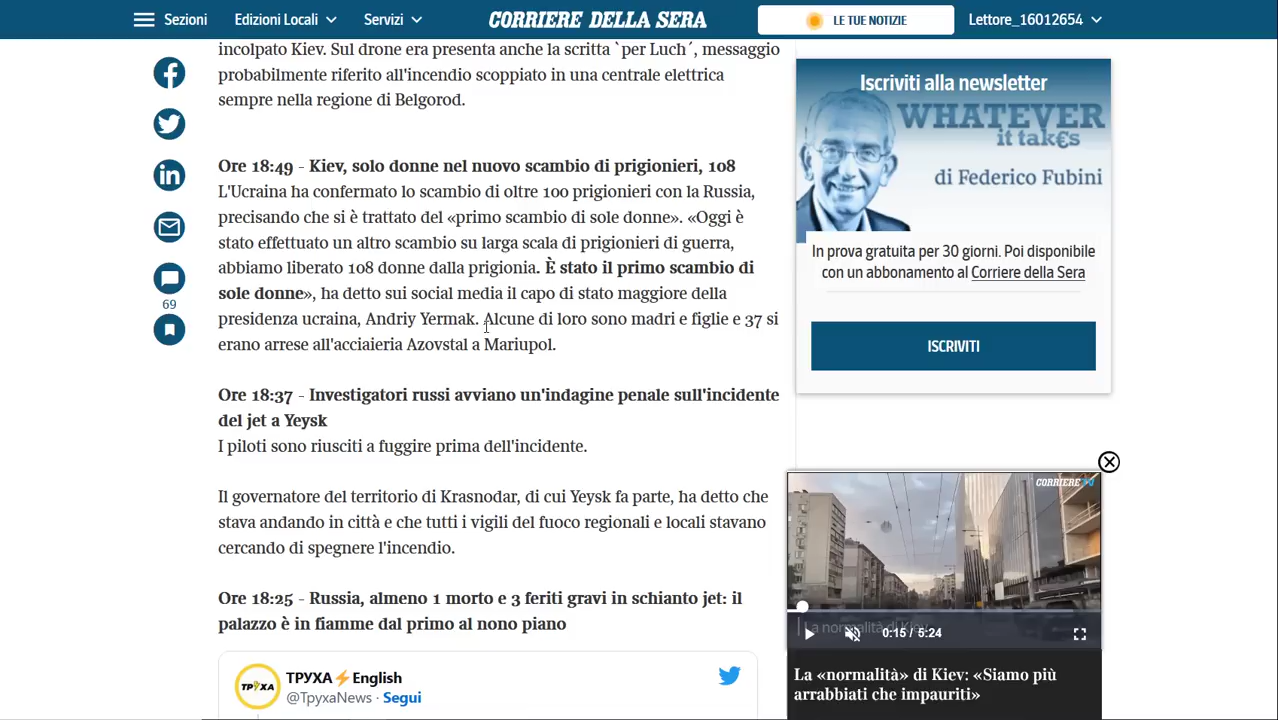 Sezioni
Edizioni Locali
Servizi
CORRIERE DELLA SERA
LE TUE NOTIZIE
Lettore_16012654
incolpato Kiev. Sul drone era presenta anche la scritta `per Luch´, messaggio
probabilmente riferito all'incendio scoppiato in una centrale elettrica
sempre nella regione di Belgorod.
Ore 18:49 - Kiev, solo donne nel nuovo scambio di prigionieri, 108
L'Ucraina ha confermato lo scambio di oltre 100 prigionieri con la Russia,
precisando che si è trattato del «primo scambio di sole donne». «Oggi è
stato effettuato un altro scambio su larga scala di prigionieri di guerra,
abbiamo liberato 108 donne dalla prigionia. È stato il primo scambio di
sole donne», ha detto sui social media il capo di stato maggiore della
presidenza ucraina, Andriy Yermak. Alcune di loro sono madri e figlie e 37 si
erano arrese all'acciaieria Azovstal a Mariupol.
Ore 18:37 - Investigatori russi avviano un'indagine penale sull'incidente
del jet a Yeysk
I piloti sono riusciti a fuggire prima dell'incidente.
Il governatore del territorio di Krasnodar, di cui Yeysk fa parte, ha detto che
stava andando in città e che tutti i vigili del fuoco regionali e locali stavano
cercando di spegnere l'incendio.
Ore 18:25 - Russia, almeno 1 morto e 3 feriti gravi in schianto jet: il
palazzo è in fiamme dal primo al nono piano
ТРУХА⚡English
@ТруxaNews · Segui
ТРУХА
69
Iscriviti alla newsletter
WHATEVER
it tak€s
di Federico Fubini
In prova gratuita per 30 giorni. Poi disponibile
con un abbonamento al Corriere della Sera
ISCRIVITI
CORRIERE TV
La normalità di Kiev
0:15 / 5:24
La «normalità» di Kiev: «Siamo più
arrabbiati che impauriti»